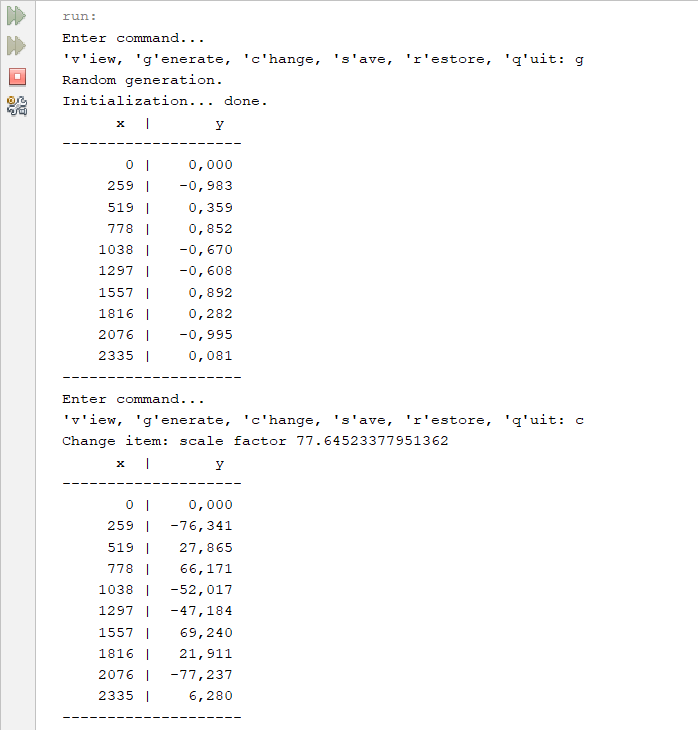 run:
Enter command...
'v'iew, 'g'enerate, 'c'hange, 's'ave, 'r'estore, 'q'uit: g
Random generation.
Initialization... done.
x | y
--------------------
0 | 0,000
259 | -0,983
519 | 0,359
778 | 0,852
1038 | -0,670
1297 | -0,608
1557 | 0,892
1816 | 0,282
2076 | -0,995
2335 | 0,081
--------------------
Enter command...
'v'iew, 'g'enerate, 'c'hange, 's'ave, 'r'estore, 'q'uit: c
Change item: scale factor 77.64523377951362
x | y
--------------------
0 | 0,000
259 | -76,341
519 | 27,865
778 | 66,171
1038 | -52,017
1297 | -47,184
1557 | 69,240
1816 | 21,911
2076 | -77,237
2335 | 6,280
--------------------